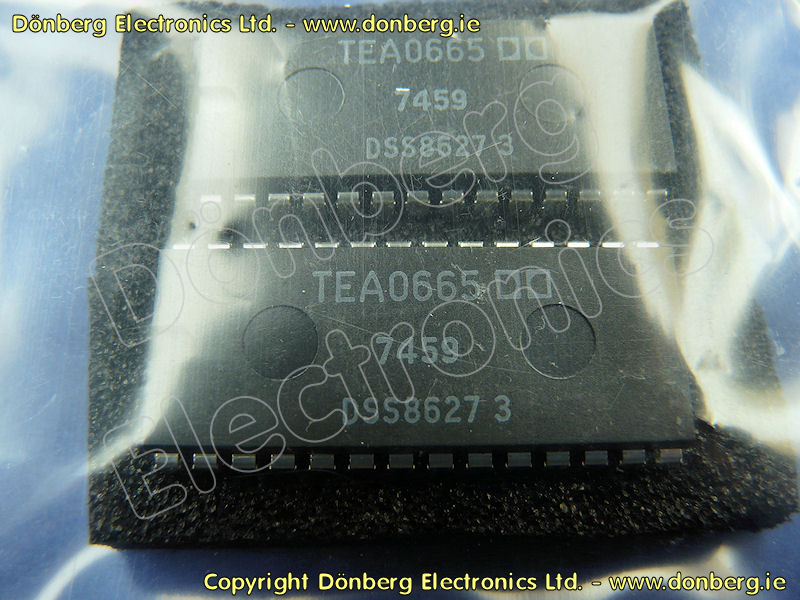 Dönberg Electronics Ltd. - www.donberg.ie
TEA0665
7459
DSS8627 3
TEA0665
7459
DSS8627 3
Dönberg
Electronics
Copyright Dönberg Electronics Ltd. - www.donberg.ie